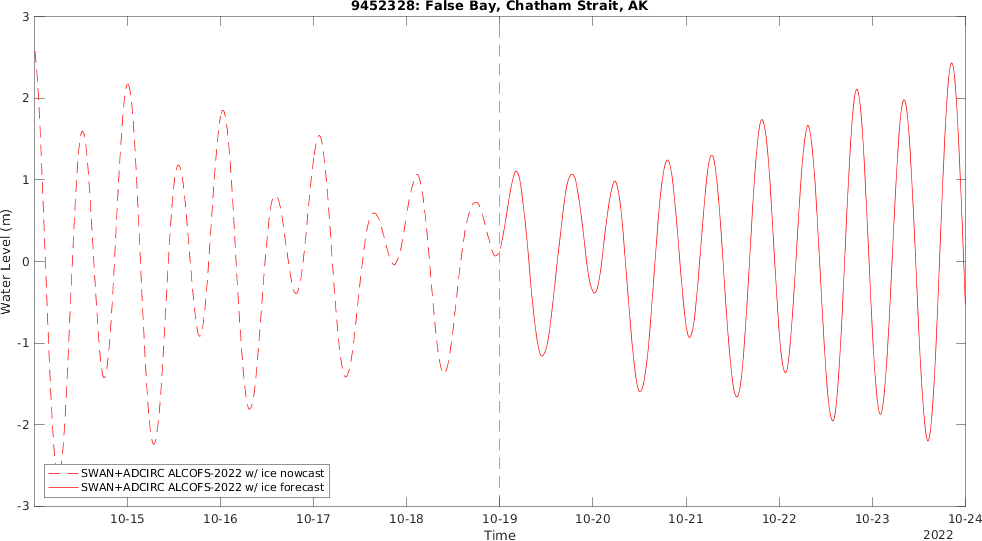 9452328: False Bay, Chatham Strait, AK
3
2
1
0
-1
-2
-3
Water Level (m)
SWAN+ADCIRC ALCOFS-2022 w/ ice nowcast
SWAN+ADCIRC ALCOFS-2022 w/ ice forecast
10-15 10-16 10-17 10-18 10-19 10-20 10-21 10-22 10-23 10-24
Time
2022